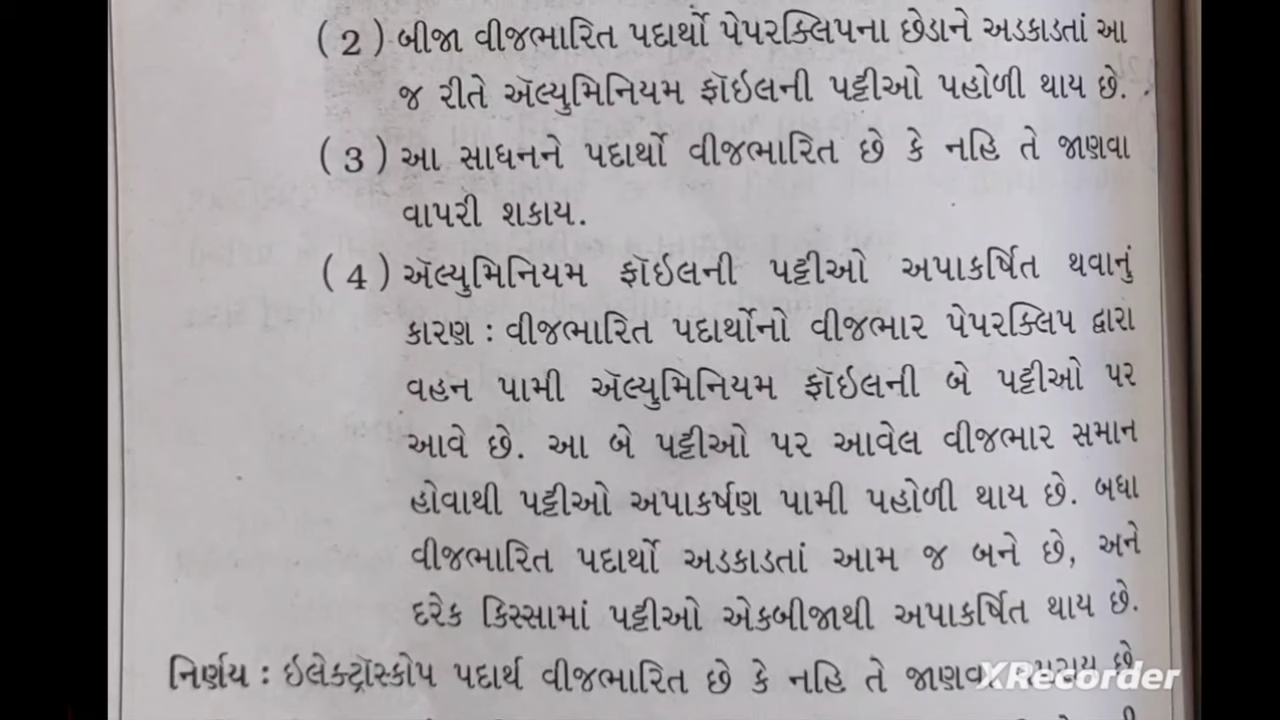 ( 2 ) બીજા વીજભારિત પદાર્થો પેપરક્લિપના છેડાને અડકાડતાં આ
જ રીતે ઍલ્યુમિનિયમ ફૉઇલની પટ્ટીઓ પહોળી થાય છે.
( 3 ) આ સાધનને પદાર્થો વીજભારિત છે કે નહિ તે જાણવા
વાપરી શકાય.
( 4 ) ઍલ્યુમિનિયમ ફૉઇલની પટ્ટીઓ અપાકર્ષિત થવાનું
કારણ : વીજભારિત પદાર્થોનો વીજભાર પેપરક્લિપ દ્વારા
વહન પામી ઍલ્યુમિનિયમ ફૉઇલની બે પટ્ટીઓ પર
આવે છે. આ બે પટ્ટીઓ પર આવેલ વીજભાર સમાન
હોવાથી પટ્ટીઓ અપાકર્ષણ પામી પહોળી થાય છે. બધા
વીજભારિત પદાર્થો અડકાડતાં આમ જ બને છે, અને
દરેક કિસ્સામાં પટ્ટીઓ એકબીજાથી અપાકર્ષિત થાય છે.
નિર્ણય : ઇલેક્ટ્રૉસ્કોપ પદાર્થ વીજભારિત છે કે નહિ તે છે
XRecorder